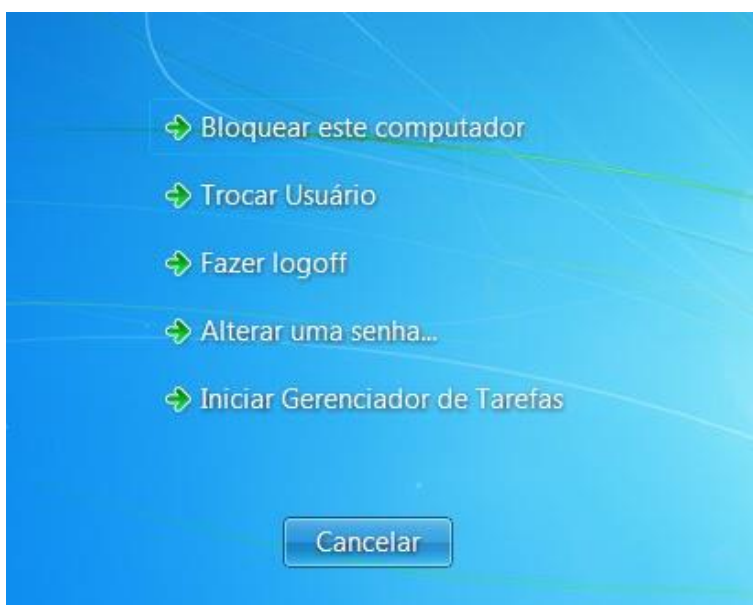 Bloquear este computador
Trocar Usuário
Fazer logoff
Alterar uma senha...
Iniciar Gerenciador de Tarefas
Cancelar